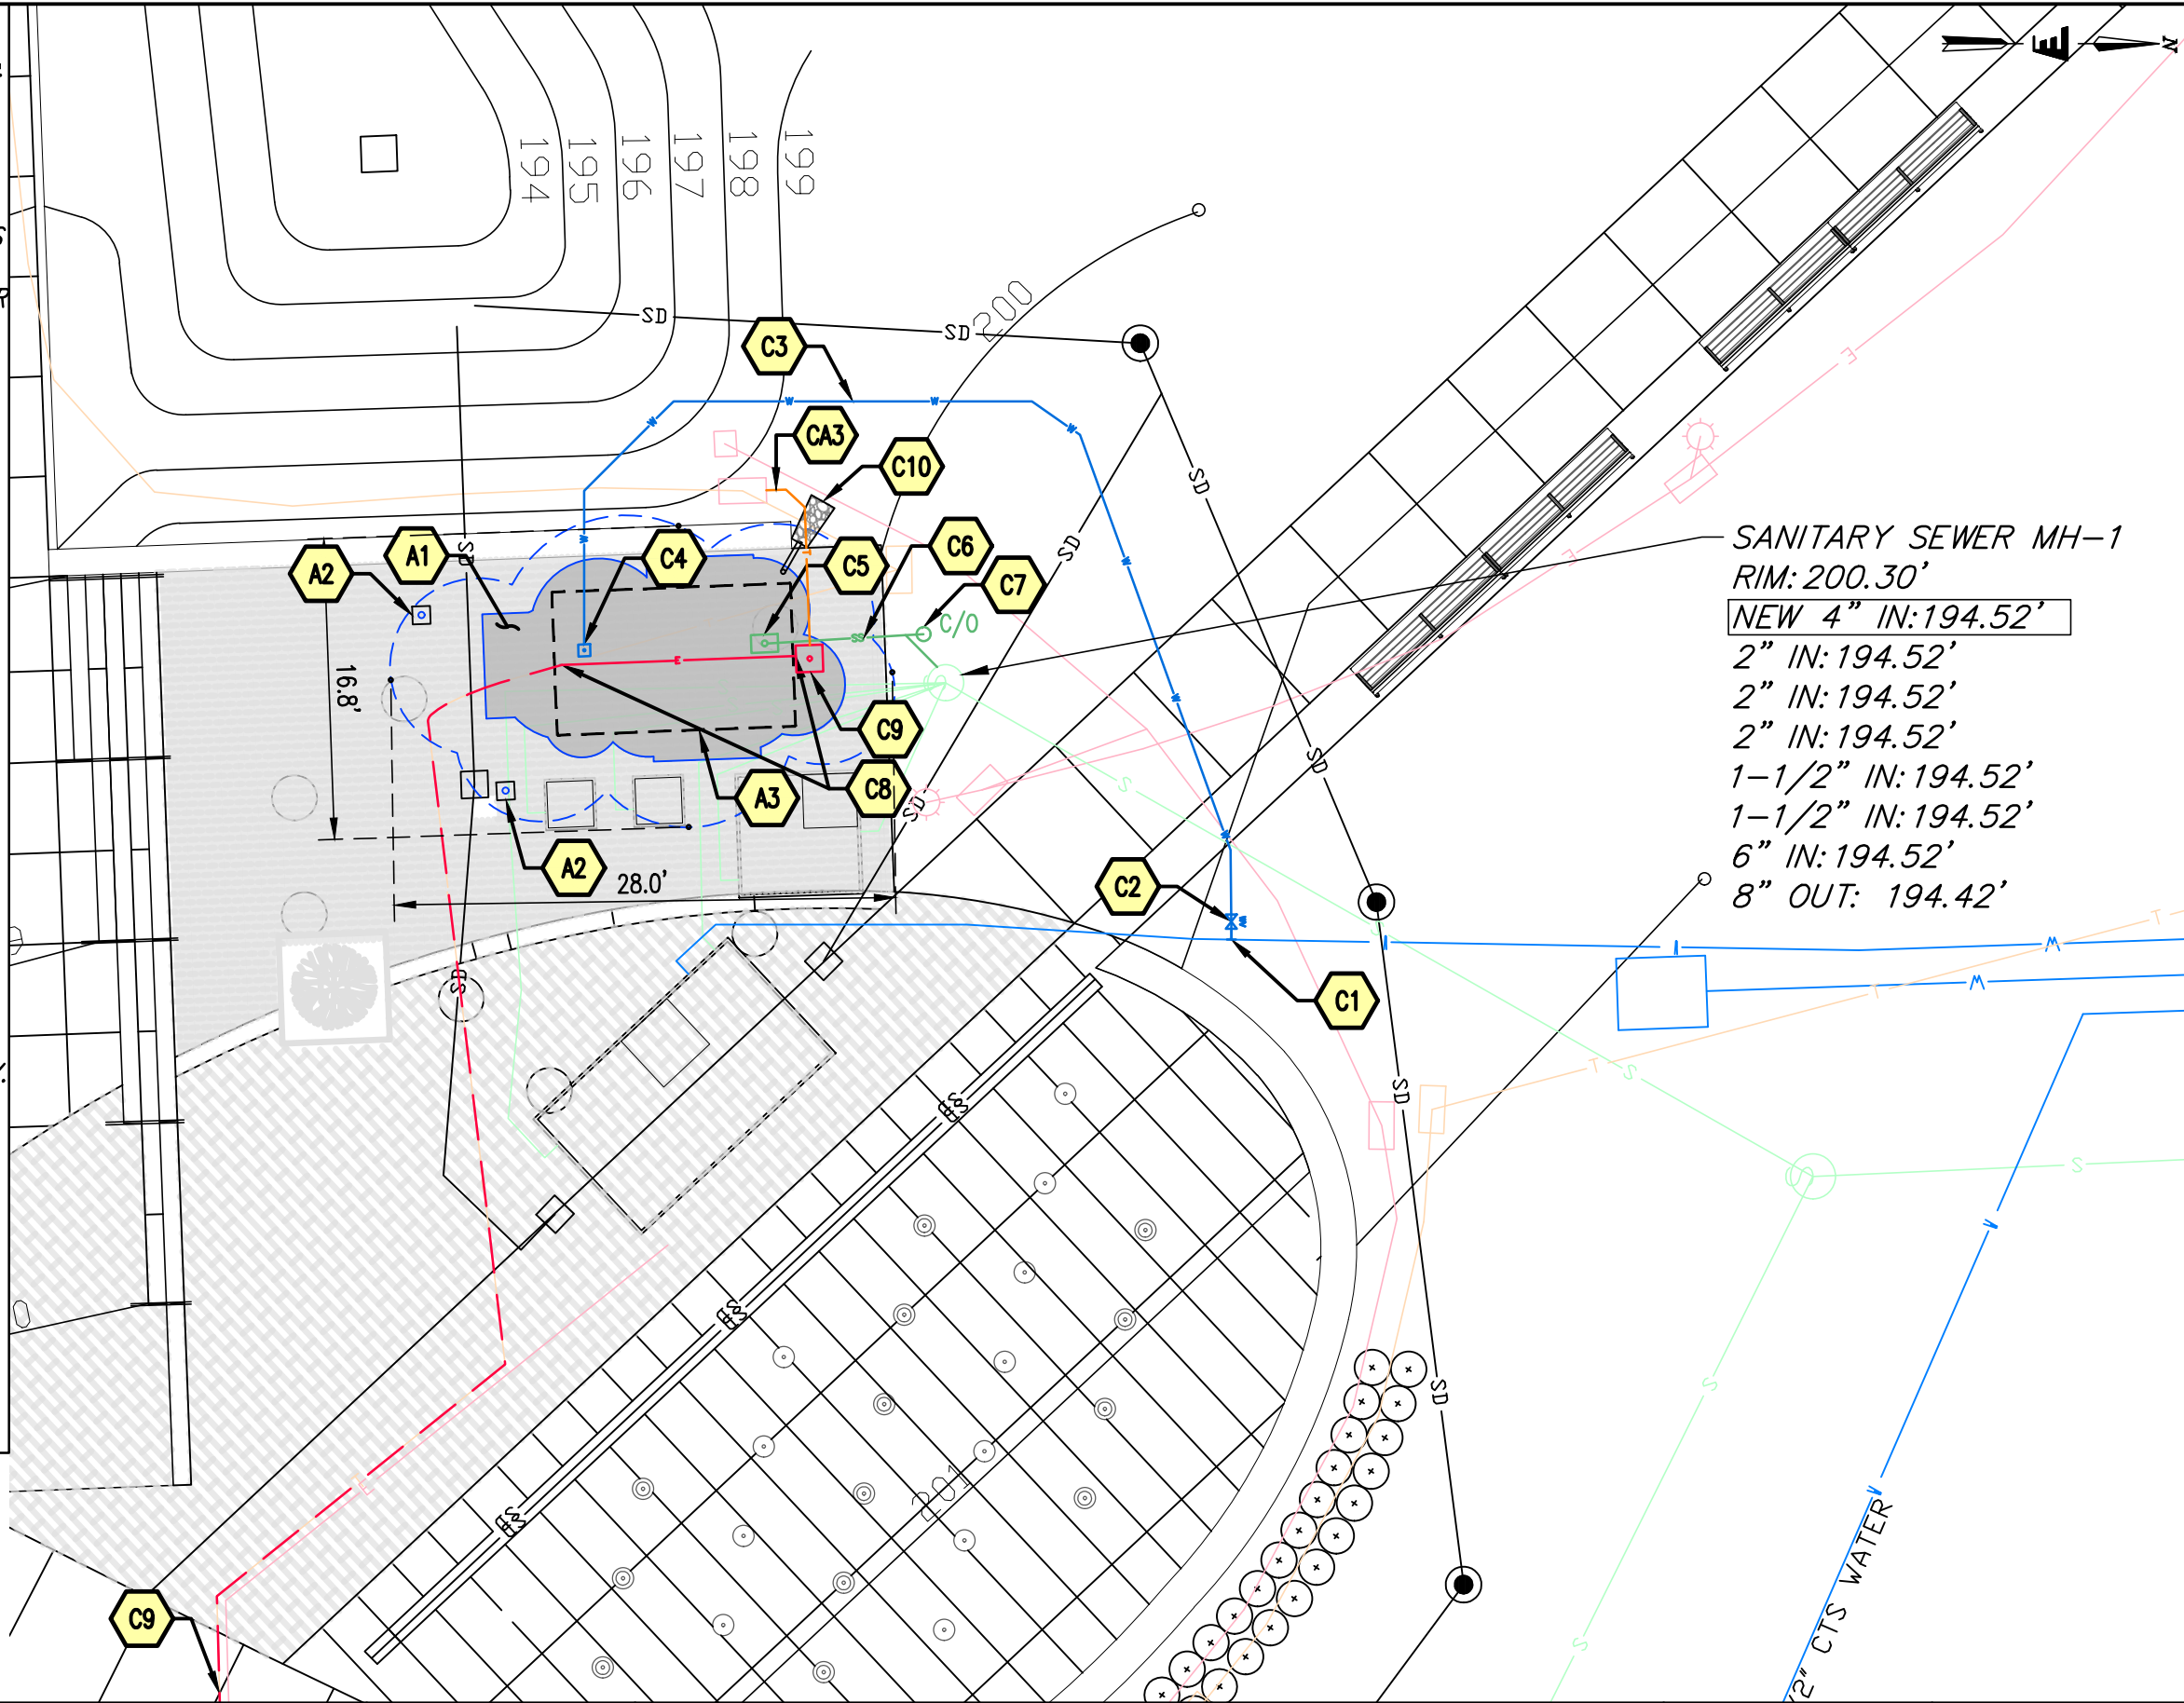 N
194
195
196
197
198
199
200
SD
SD
C3
W
W
W
W
CA3
C10
SD
E
A1
A2
C4
C5
C6
C7
C/O
SD
SD
SS
E
SANITARY SEWER MH-1
RIM: 200.30'
NEW 4" IN:194.52'
2" IN: 194.52'
2" IN: 194.52'
2" IN: 194.52'
1-1/2" IN: 194.52'
1-1/2" IN: 194.52'
6" IN: 194.52'
8" OUT: 194.42'
16.8'
C9
C8
A3
SD
SD
S
A2
28.0'
C2
C1
SD
W
W
T
T
T
S
S
SD
SD
S
S
E
C9
CTS WATER